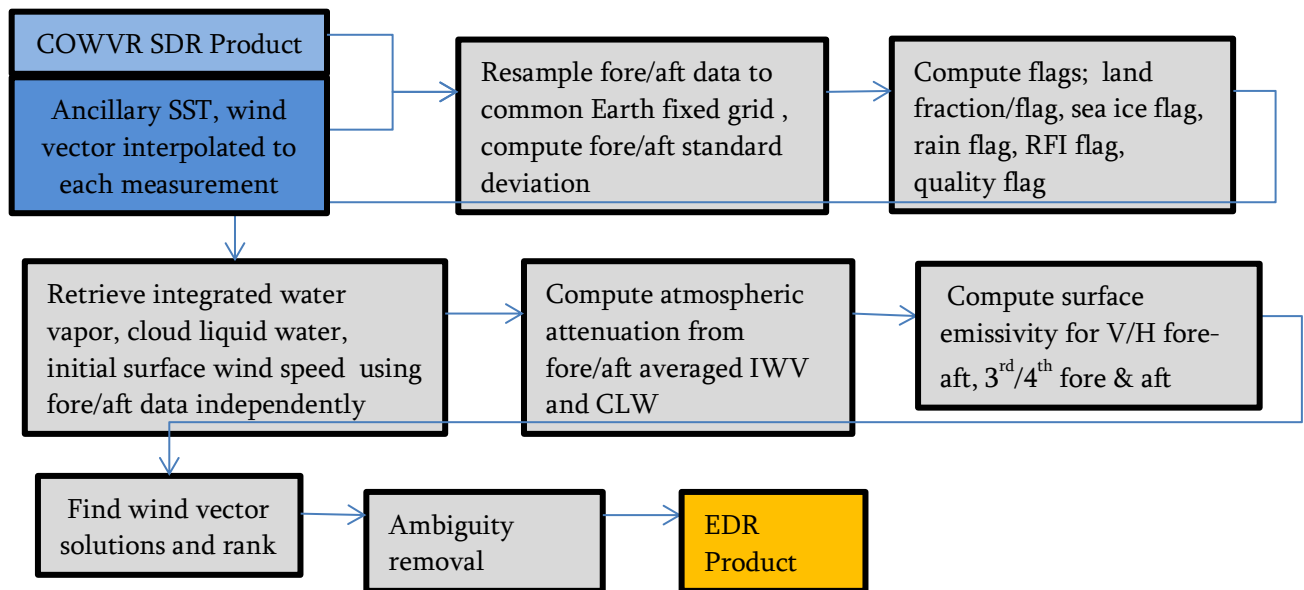 COWVR SDR Product
Ancillary SST, wind
vector interpolated to
each measurement
Resample fore/aft data to
common Earth fixed grid ,
compute fore/aft standard
deviation
Compute flags; land
fraction/flag, sea ice flag,
rain flag, RFI flag,
quality flag
Retrieve integrated water
vapor, cloud liquid water,
initial surface wind speed using
fore/aft data independently
Compute atmospheric
attenuation from
fore/aft averaged IWV
and CLW
Compute surface
emissivity for V/H fore-
aft, 3rd/4th fore & aft
Find wind vector
solutions and rank
Ambiguity
removal
EDR
Product